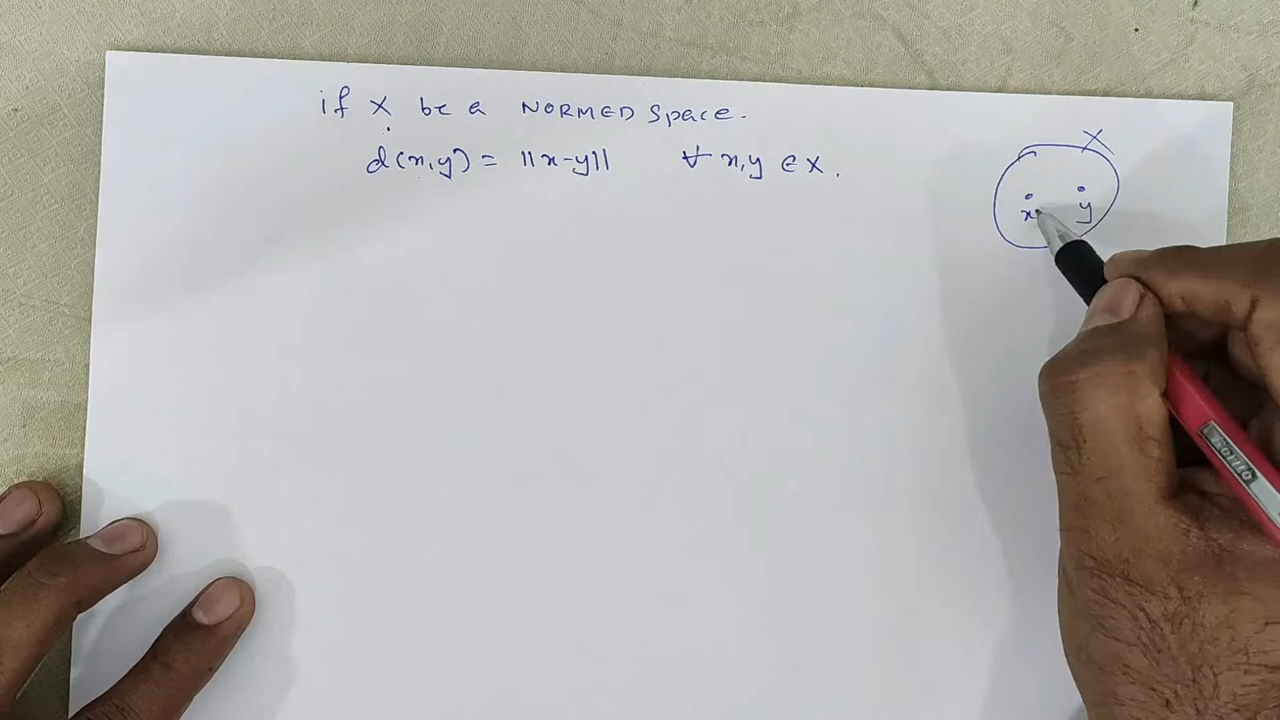 if X be a NORMED Space.
d(x,y) = ||x-y|| ∀ x,y ∈ X.
X
x y